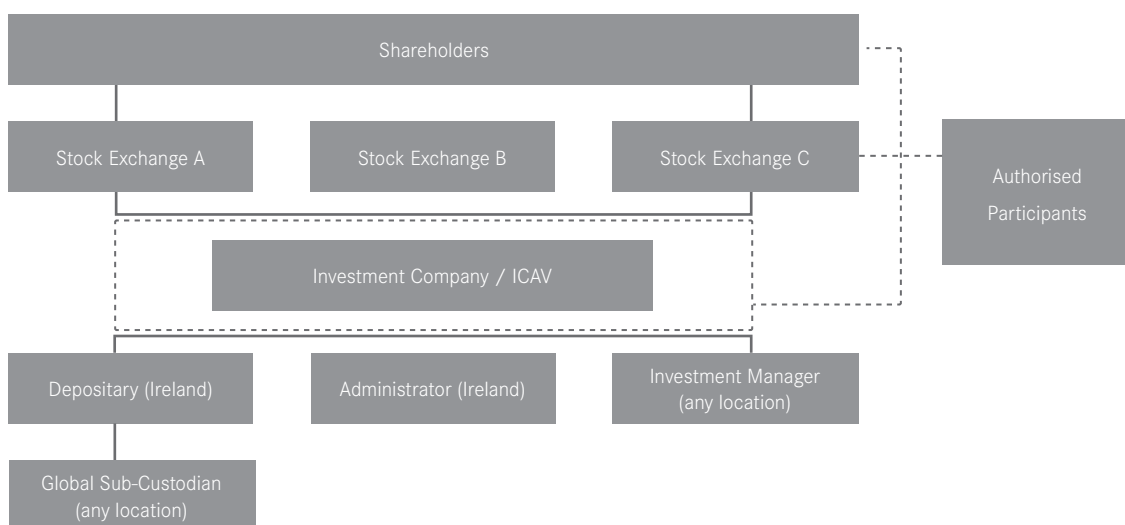 Shareholders
Stock Exchange A
Stock Exchange B
Stock Exchange C
Authorised
Participants
Investment Company / ICAV
Depositary (Ireland)
Administrator (Ireland)
Investment Manager
(any location)
Global Sub-Custodian
(any location)